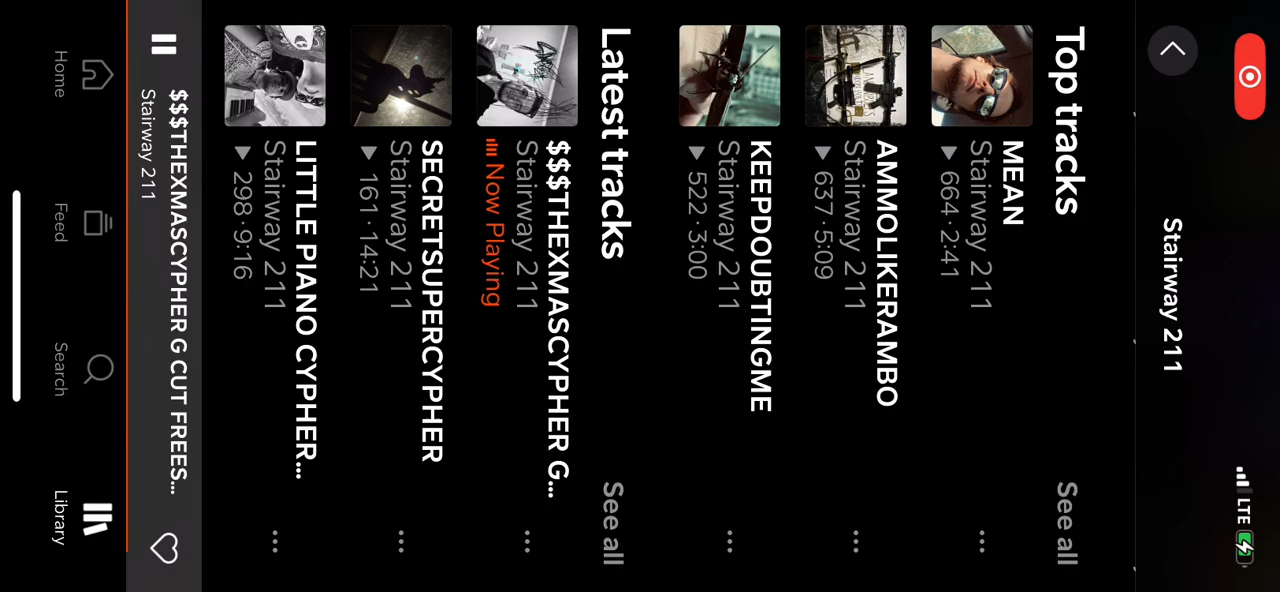 LTE
Stairway 211
Top tracks
See all
MEAN
Stairway 211
664 · 2:41
AMMOLIKERAMBO
Stairway 211
637 · 5:09
KEEPDOUBTINGME
Stairway 211
522 · 3:00
Latest tracks
See all
$$$THEXMASCYPHER G...
Stairway 211
Now Playing
SECRETSUPERCYPHER
Stairway 211
161 · 14:21
LITTLE PIANO CYPHER...
Stairway 211
298 · 9:16
$$$THEXMASCYPHER G CUT FREES...
Stairway 211
Home
Feed
Search
Library